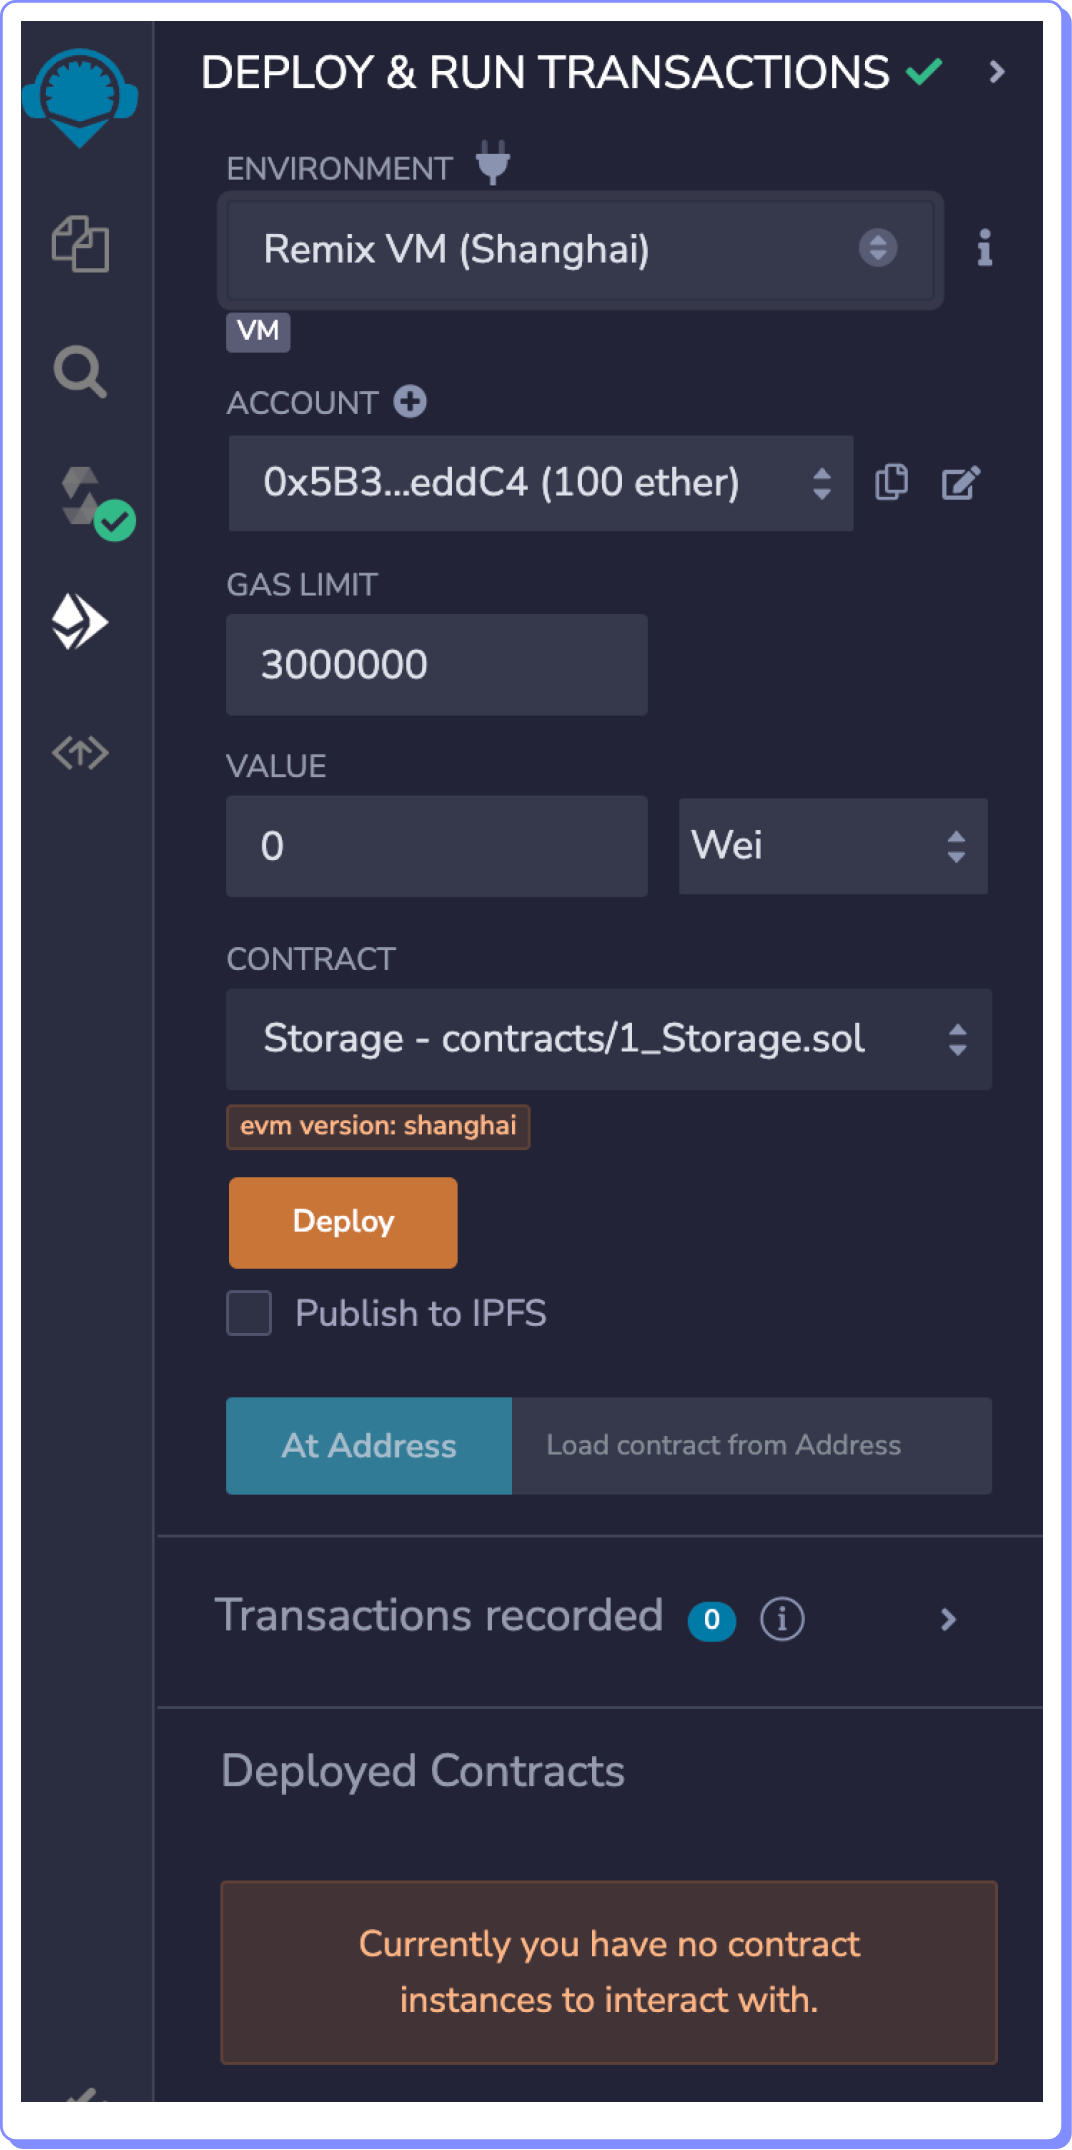 DEPLOY & RUN TRANSACTIONS
ENVIRONMENT
Remix VM (Shanghai)
VM
ACCOUNT
0x5B3...eddC4 (100 ether)
GAS LIMIT
3000000
VALUE
0 Wei
CONTRACT
Storage - contracts/1_Storage.sol
evm version: shanghai
Deploy
Publish to IPFS
At Address Load contract from Address
Transactions recorded 0
Deployed Contracts
Currently you have no contract
instances to interact with.